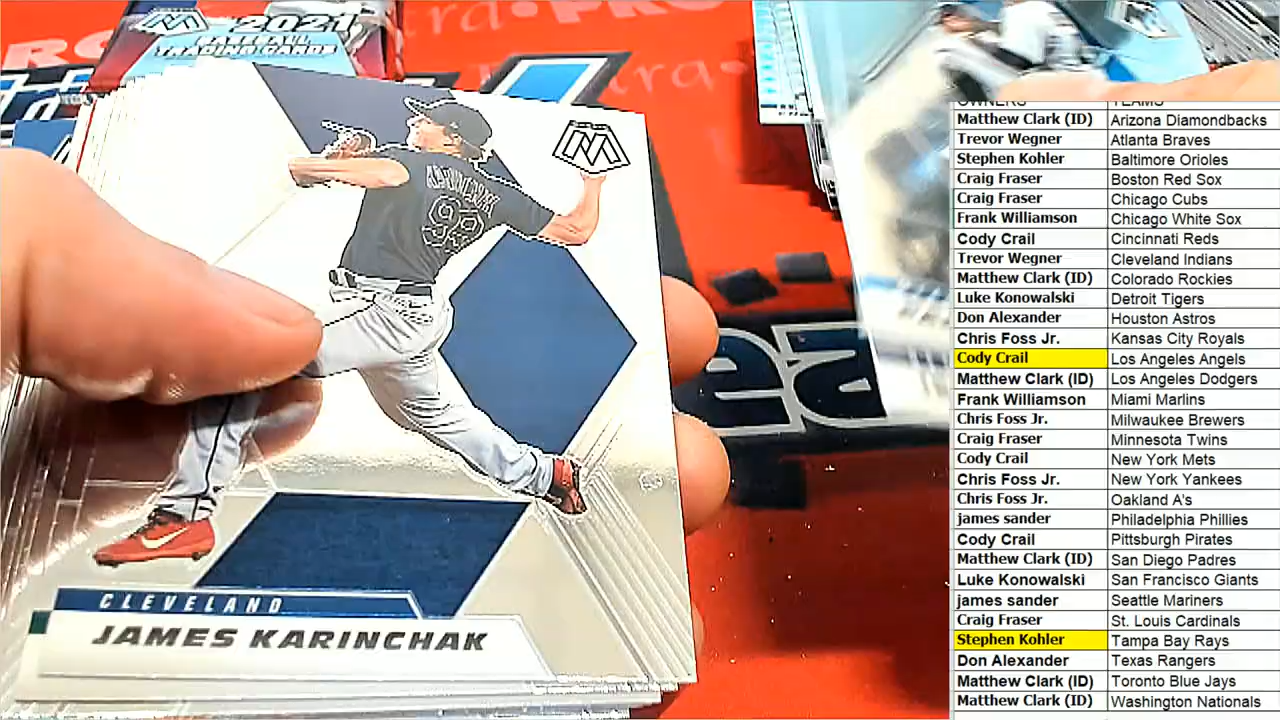 2021
BASEBALL
TRADING CARDS
KARINCHAK
99
CLEVELAND
JAMES KARINCHAK
OWNERS TEAMS
Matthew Clark (ID) Arizona Diamondbacks
Trevor Wegner Atlanta Braves
Stephen Kohler Baltimore Orioles
Craig Fraser Boston Red Sox
Craig Fraser Chicago Cubs
Frank Williamson Chicago White Sox
Cody Crail Cincinnati Reds
Trevor Wegner Cleveland Indians
Matthew Clark (ID) Colorado Rockies
Luke Konowalski Detroit Tigers
Don Alexander Houston Astros
Chris Foss Jr. Kansas City Royals
Cody Crail Los Angeles Angels
Matthew Clark (ID) Los Angeles Dodgers
Frank Williamson Miami Marlins
Chris Foss Jr. Milwaukee Brewers
Craig Fraser Minnesota Twins
Cody Crail New York Mets
Chris Foss Jr. New York Yankees
Chris Foss Jr. Oakland A's
james sander Philadelphia Phillies
Cody Crail Pittsburgh Pirates
Matthew Clark (ID) San Diego Padres
Luke Konowalski San Francisco Giants
james sander Seattle Mariners
Craig Fraser St. Louis Cardinals
Stephen Kohler Tampa Bay Rays
Don Alexander Texas Rangers
Matthew Clark (ID) Toronto Blue Jays
Matthew Clark (ID) Washington Nationals